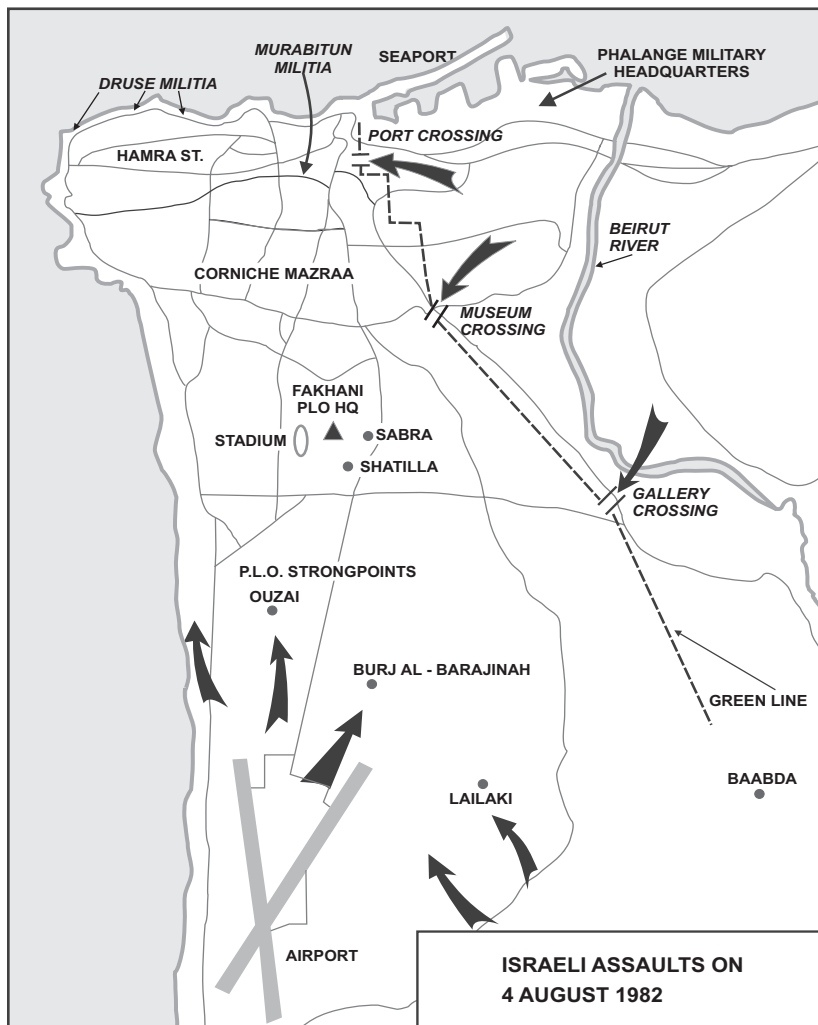 MURABITUN
MILITIA
SEAPORT
PHALANGE MILITARY
HEADQUARTERS
DRUSE MILITIA
PORT CROSSING
HAMRA ST.
BEIRUT
RIVER
CORNICHE MAZRAA
MUSEUM
CROSSING
FAKHANI
PLO HQ
STADIUM
SABRA
SHATILLA
GALLERY
CROSSING
P.L.O. STRONGPOINTS
OUZAI
BURJ AL - BARAJINAH
GREEN LINE
BAABDA
LAILAKI
AIRPORT
ISRAELI ASSAULTS ON
4 AUGUST 1982